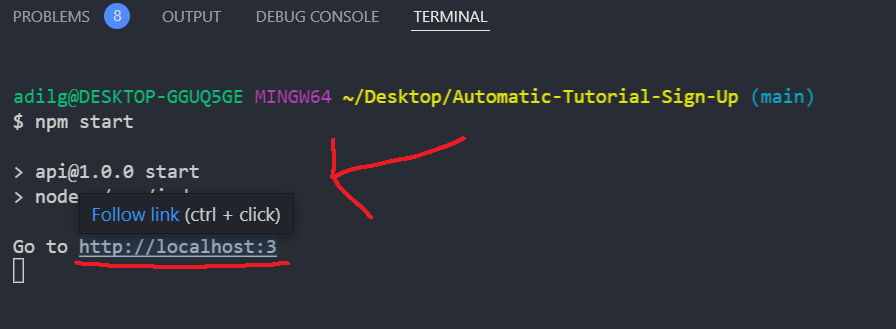 PROBLEMS 8 OUTPUT DEBUG CONSOLE TERMINAL
adilg@DESKTOP-GGUQ5GE MINGW64 ~/Desktop/Automatic-Tutorial-Sign-Up (main)
$ npm start
> api@1.0.0 start
> node
Follow link (ctrl + click)
Go to http://localhost:3